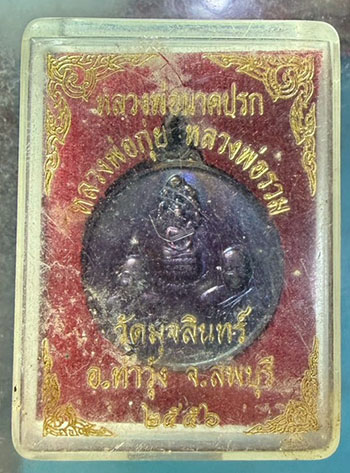 หลวงพ่อนาคปรก
หลวงพ่อกุย หลวงพ่อรวม
วัดมุจลินทร์
อ.ท่าวุ้ง จ.ลพบุรี
๒๕๕๖